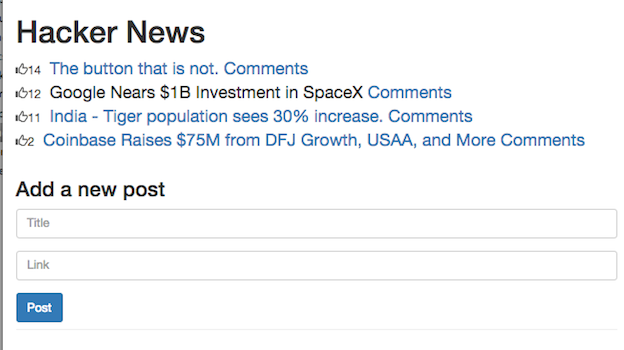 Hacker News
14 The button that is not. Comments
12 Google Nears $1B Investment in SpaceX Comments
11 India - Tiger population sees 30% increase. Comments
2 Coinbase Raises $75M from DFJ Growth, USAA, and More Comments
Add a new post
Title
Link
Post